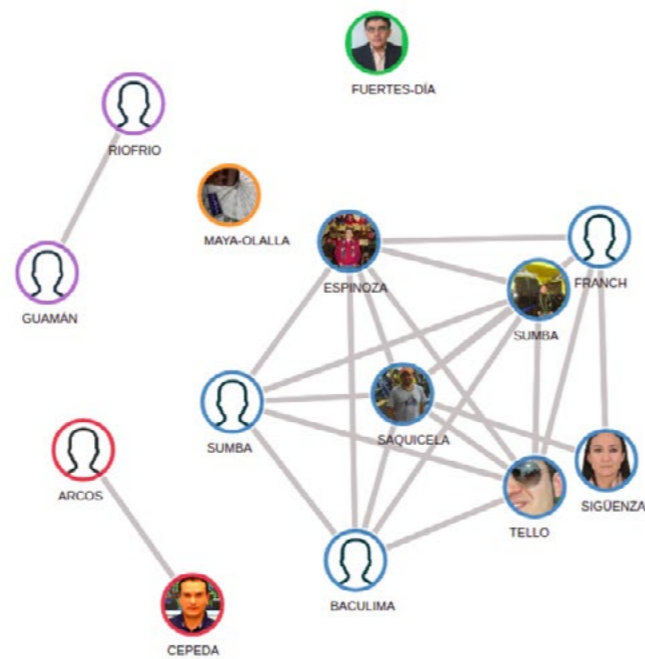 FUERTES-DÍA
RIOFRIO
MAYA-OLALLA
ESPINOZA
FRANCH
GUAMÁN
SUMBA
SUMBA
SAQUICELA
ARCOS
SIGÜENZA
TELLO
BACULIMA
CEPEDA